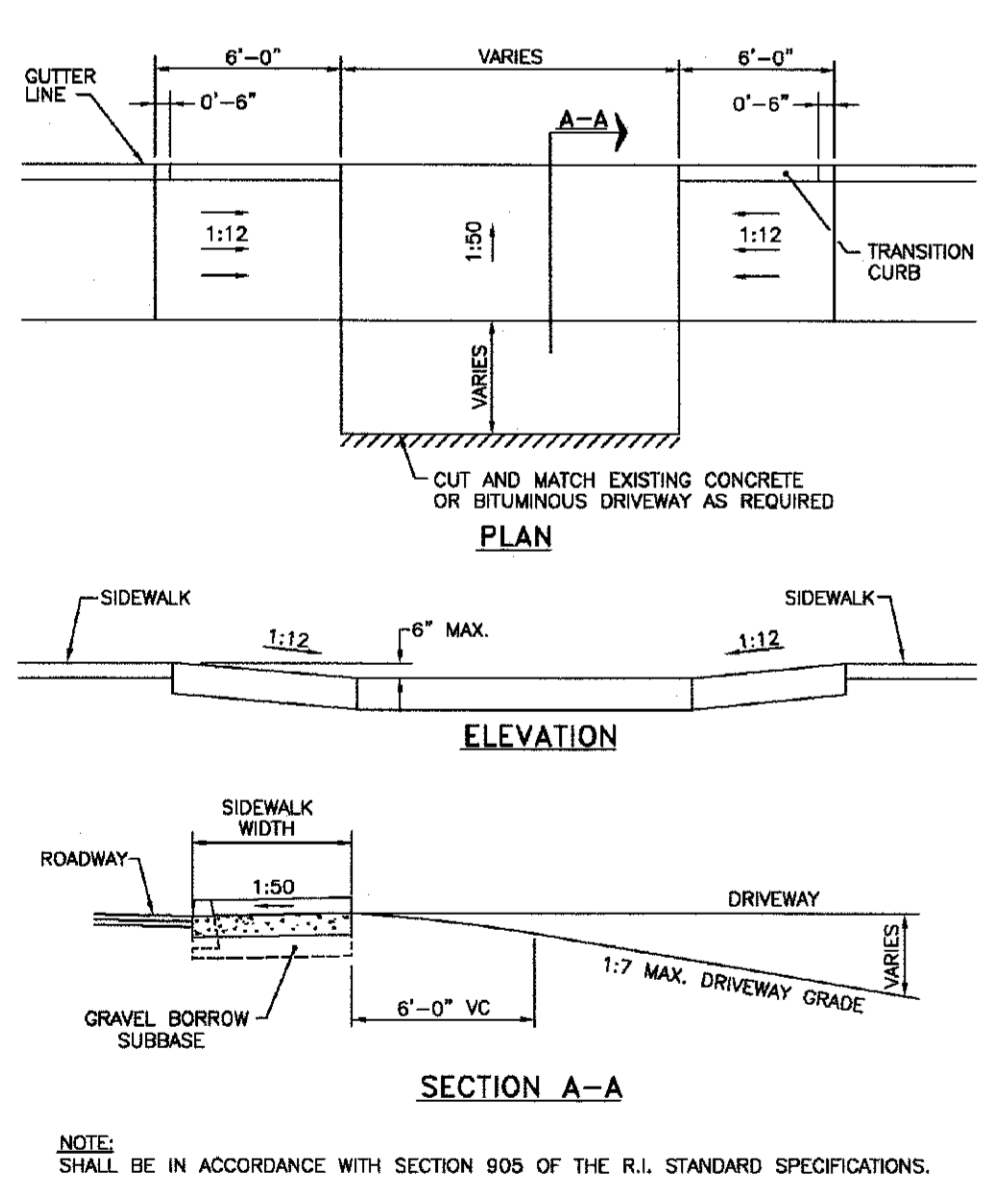 6'-0"
VARIES
6'-0"
GUTTER
LINE
0'-6"
0'-6"
A-A
1:12
1:50
1:12
TRANSITION
CURB
VARIES
CUT AND MATCH EXISTING CONCRETE
OR BITUMINOUS DRIVEWAY AS REQUIRED
PLAN
SIDEWALK
SIDEWALK
1:12
6" MAX.
1:12
ELEVATION
SIDEWALK
WIDTH
ROADWAY
1:50
DRIVEWAY
VARIES
1:7 MAX. DRIVEWAY GRADE
6'-0" VC
GRAVEL BORROW
SUBBASE
SECTION A-A
NOTE:
SHALL BE IN ACCORDANCE WITH SECTION 905 OF THE R.I. STANDARD SPECIFICATIONS.